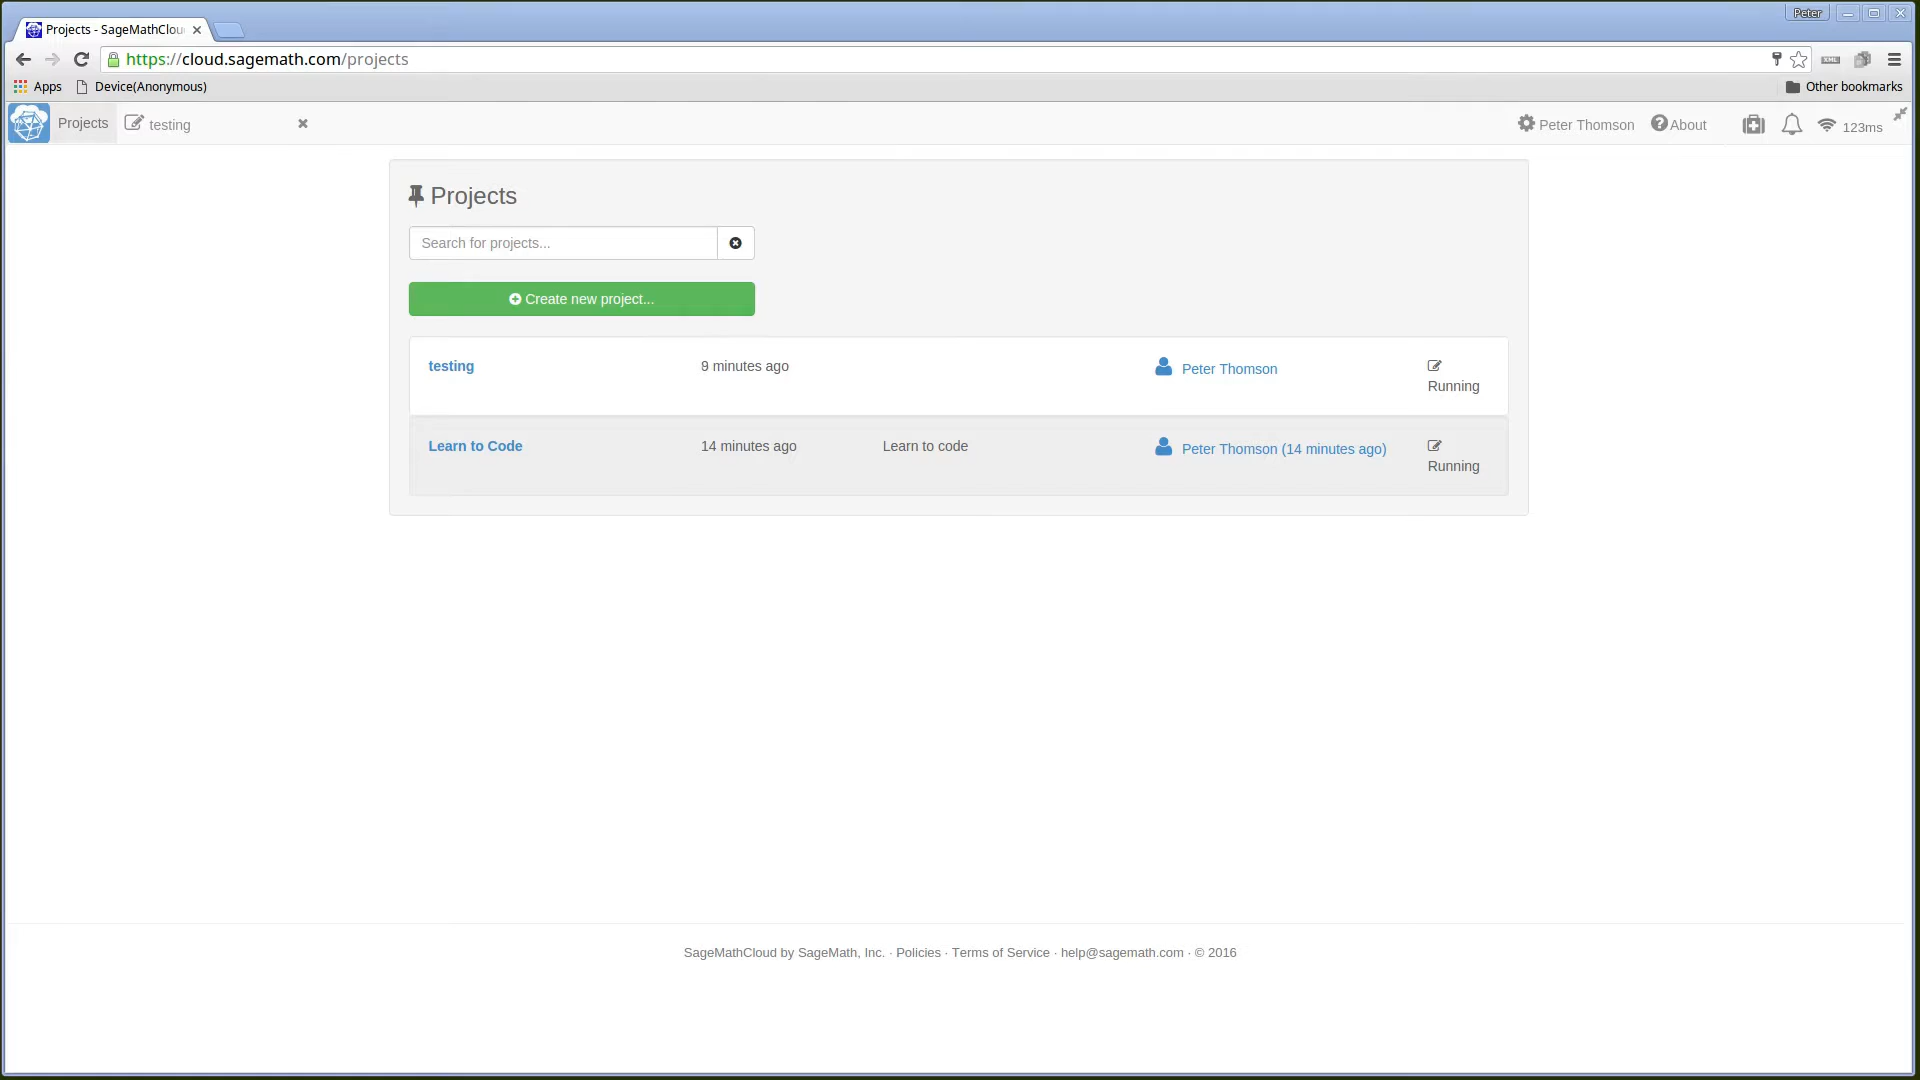 Peter
Projects - SageMathClou
https://cloud.sagemath.com/projects
Apps Device(Anonymous) Other bookmarks
Projects testing Peter Thomson About 123ms
Projects
Search for projects...
Create new project...
testing 9 minutes ago Peter Thomson Running
Learn to Code 14 minutes ago Learn to code Peter Thomson (14 minutes ago) Running
SageMathCloud by SageMath, Inc. · Policies · Terms of Service · help@sagemath.com · © 2016